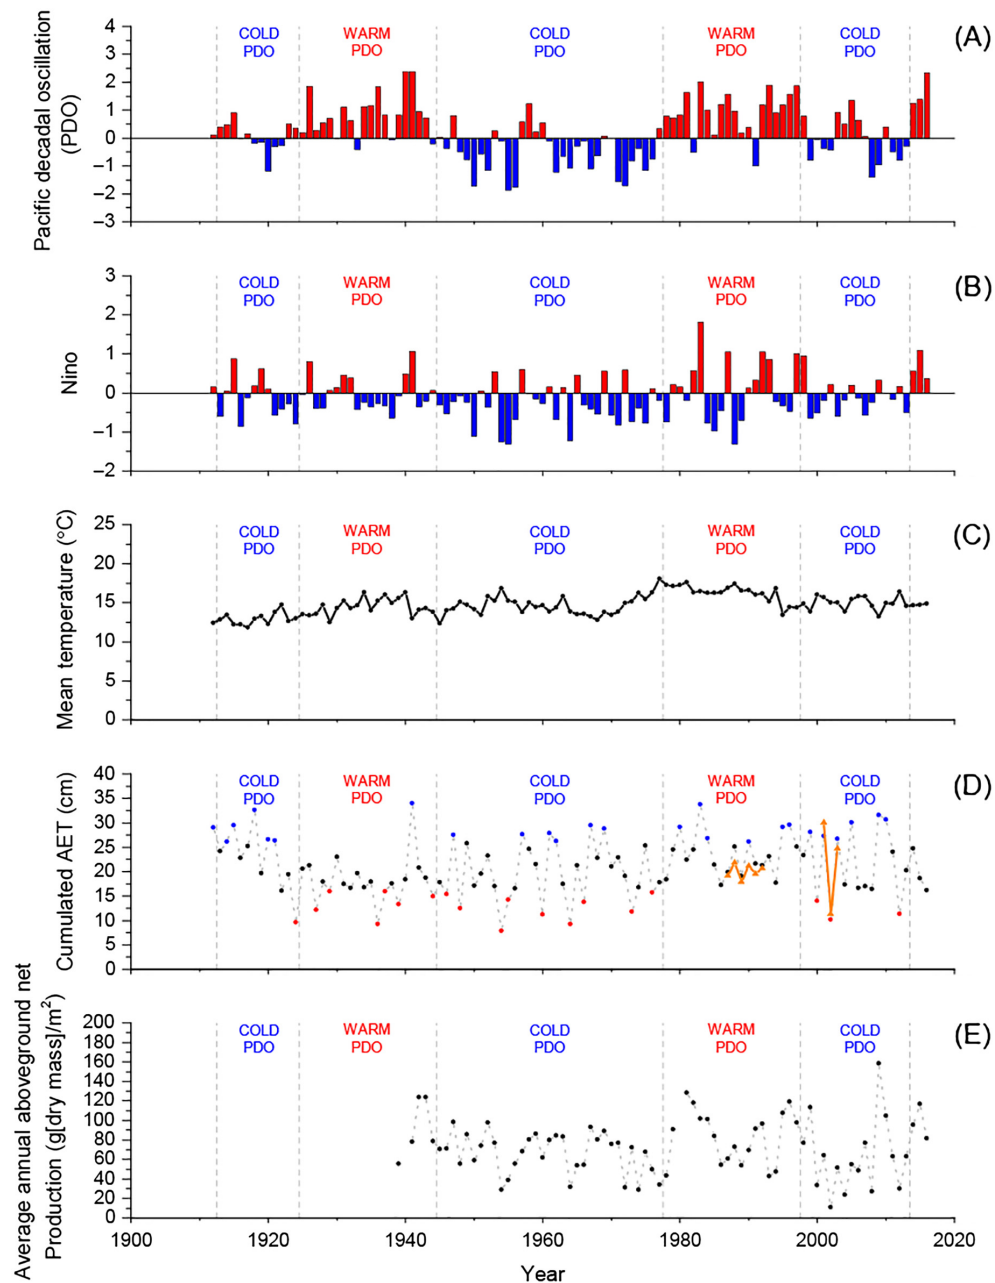 Pacific decadal oscillation
(PDO)
4
3
2
1
0
−1
−2
−3
COLD
PDO
WARM
PDO
COLD
PDO
WARM
PDO
COLD
PDO
(A)
Nino
3
2
1
0
−1
−2
COLD
PDO
WARM
PDO
COLD
PDO
WARM
PDO
COLD
PDO
(B)
Mean temperature (°C)
25
20
15
10
5
0
COLD
PDO
WARM
PDO
COLD
PDO
WARM
PDO
COLD
PDO
(C)
Cumulated AET (cm)
40
35
30
25
20
15
10
5
0
COLD
PDO
WARM
PDO
COLD
PDO
WARM
PDO
COLD
PDO
(D)
Average annual aboveground net
Production (g[dry mass]/m²)
200
180
160
140
120
100
80
60
40
20
0
COLD
PDO
WARM
PDO
COLD
PDO
WARM
PDO
COLD
PDO
(E)
1900 1920 1940 1960 1980 2000 2020
Year